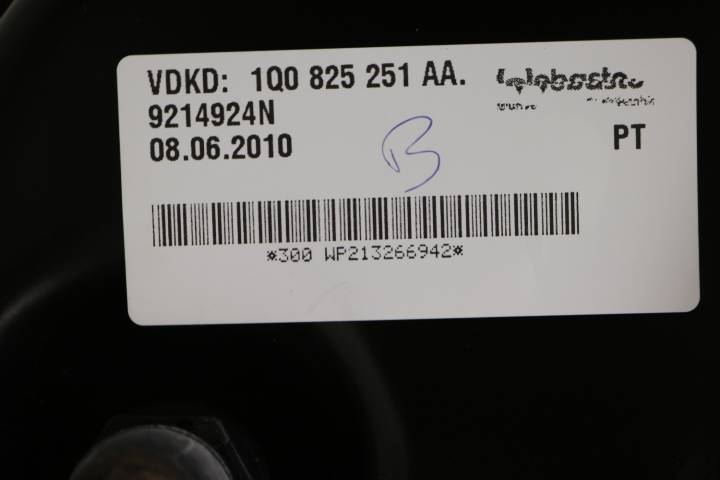 VDKD: 1Q0 825 251 AA.
9214924N
08.06.2010
B
PT
*300 WP213266942*